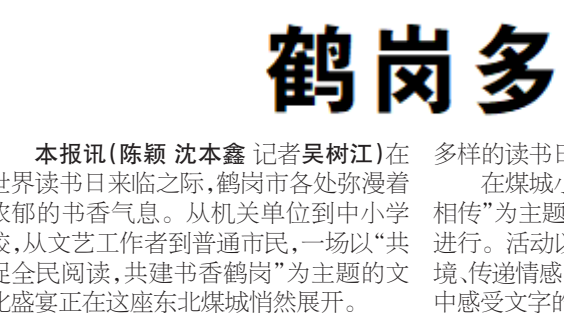 鹤岗多
本报讯(陈颖 沈本鑫 记者吴树江)在
世界读书日来临之际,鹤岗市各处弥漫着
浓郁的书香气息。从机关单位到中小学
校,从文艺工作者到普通市民,一场以“共
促全民阅读,共建书香鹤岗”为主题的文
化盛宴正在这座东北煤城悄然展开。
多样的读书日
在煤城小
相传”为主题
进行。活动以
境、传递情感
中感受文字的